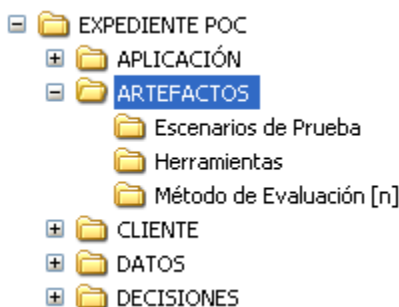 EXPEDIENTE POC
APLICACIÓN
ARTEFACTOS
Escenarios de Prueba
Herramientas
Método de Evaluación [n]
CLIENTE
DATOS
DECISIONES